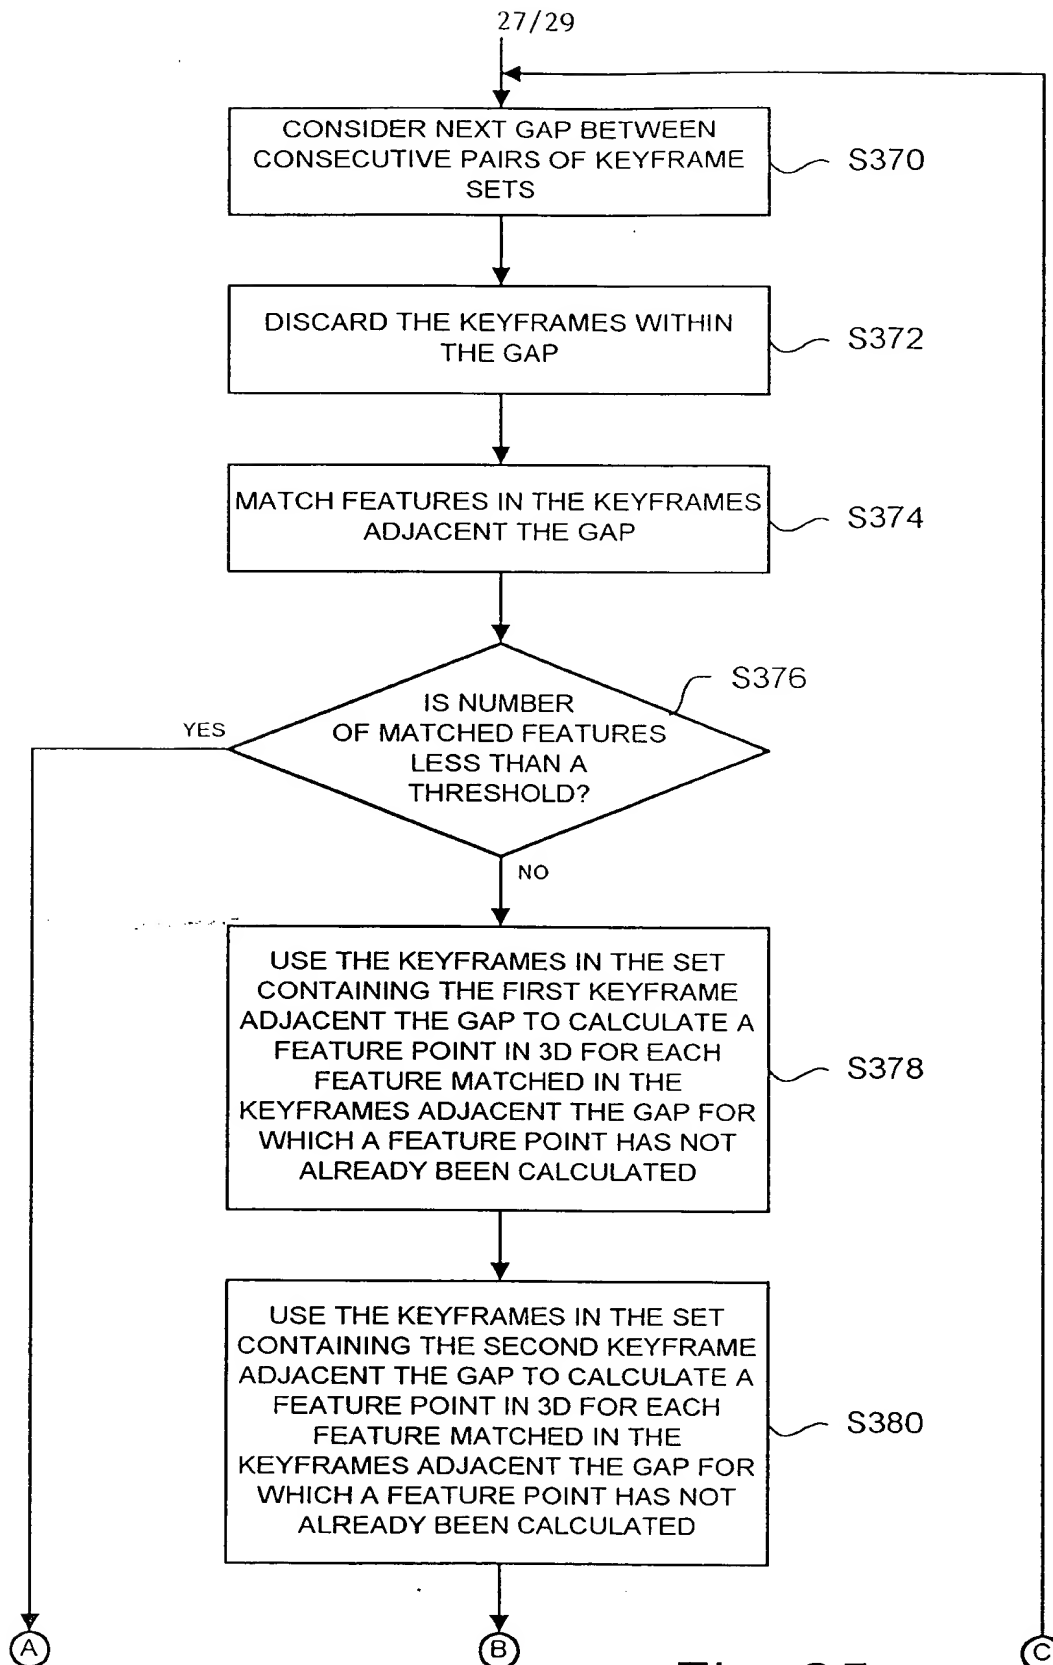 27/29
CONSIDER NEXT GAP BETWEEN
CONSECUTIVE PAIRS OF KEYFRAME
SETS
S370
DISCARD THE KEYFRAMES WITHIN
THE GAP
S372
MATCH FEATURES IN THE KEYFRAMES
ADJACENT THE GAP
S374
S376
IS NUMBER
OF MATCHED FEATURES
LESS THAN A
THRESHOLD?
YES
NO
USE THE KEYFRAMES IN THE SET
CONTAINING THE FIRST KEYFRAME
ADJACENT THE GAP TO CALCULATE A
FEATURE POINT IN 3D FOR EACH
FEATURE MATCHED IN THE
KEYFRAMES ADJACENT THE GAP FOR
WHICH A FEATURE POINT HAS NOT
ALREADY BEEN CALCULATED
S378
USE THE KEYFRAMES IN THE SET
CONTAINING THE SECOND KEYFRAME
ADJACENT THE GAP TO CALCULATE A
FEATURE POINT IN 3D FOR EACH
FEATURE MATCHED IN THE
KEYFRAMES ADJACENT THE GAP FOR
WHICH A FEATURE POINT HAS NOT
ALREADY BEEN CALCULATED
S380
A
B
C